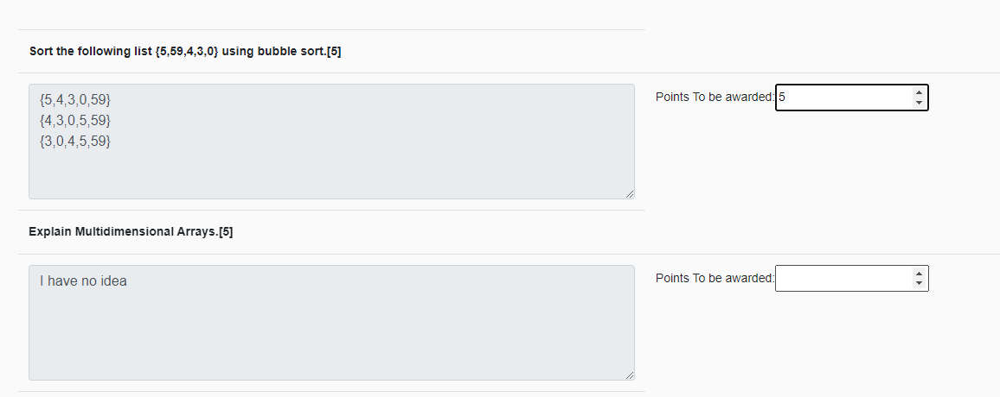 Sort the following list {5,59,4,3,0} using bubble sort.[5]
{5,4,3,0,59}
{4,3,0,5,59}
{3,0,4,5,59}
Points To be awarded: 5
Explain Multidimensional Arrays.[5]
I have no idea
Points To be awarded: